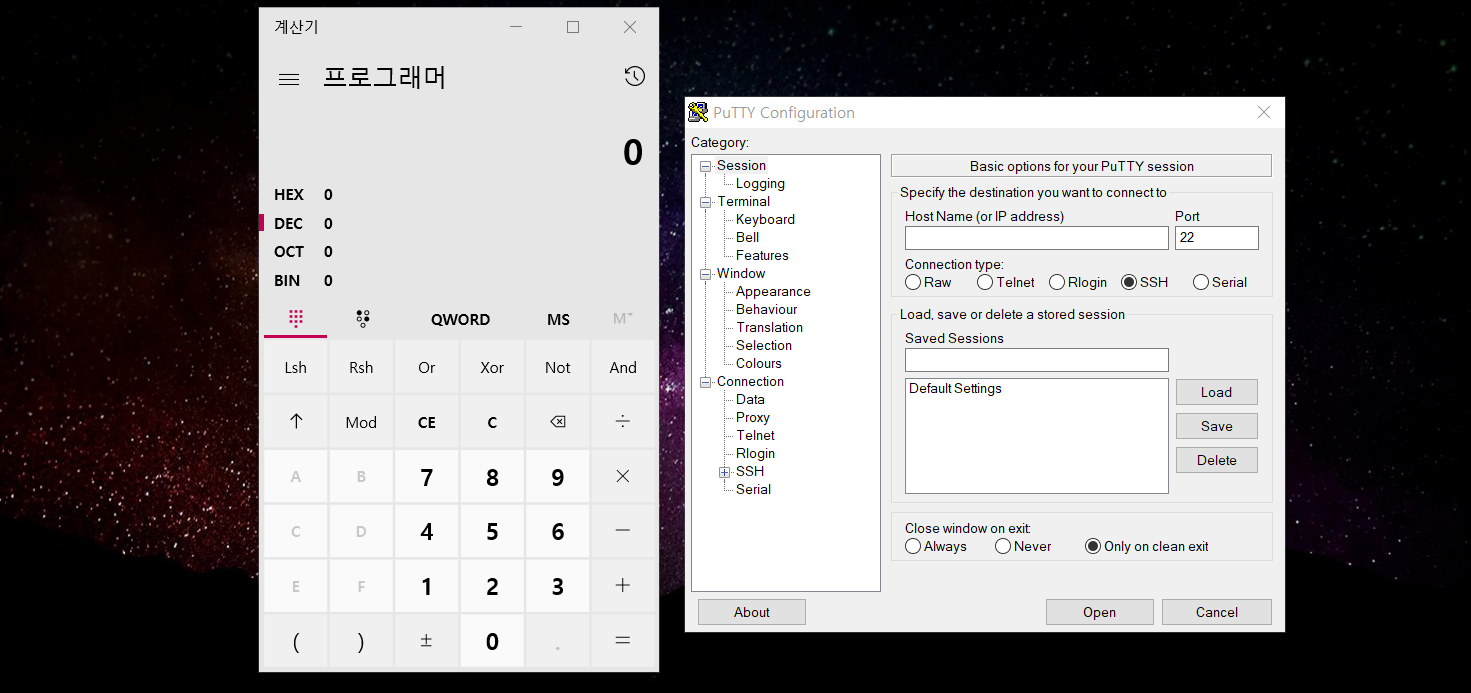 계산기
프로그래머
0
HEX 0
DEC 0
OCT 0
BIN 0
QWORD MS M
Lsh Rsh Or Xor Not And
↑ Mod CE C ÷
A B 7 8 9 ×
C D 4 5 6 −
E F 1 2 3 +
( ) ± 0 . =
PuTTY Configuration
Category:
Session
Logging
Terminal
Keyboard
Bell
Features
Window
Appearance
Behaviour
Translation
Selection
Colours
Connection
Data
Proxy
Telnet
Rlogin
SSH
Serial
Basic options for your PuTTY session
Specify the destination you want to connect to
Host Name (or IP address) Port
22
Connection type:
Raw Telnet Rlogin SSH Serial
Load, save or delete a stored session
Saved Sessions
Default Settings
Load
Save
Delete
Close window on exit:
Always Never Only on clean exit
About Open Cancel